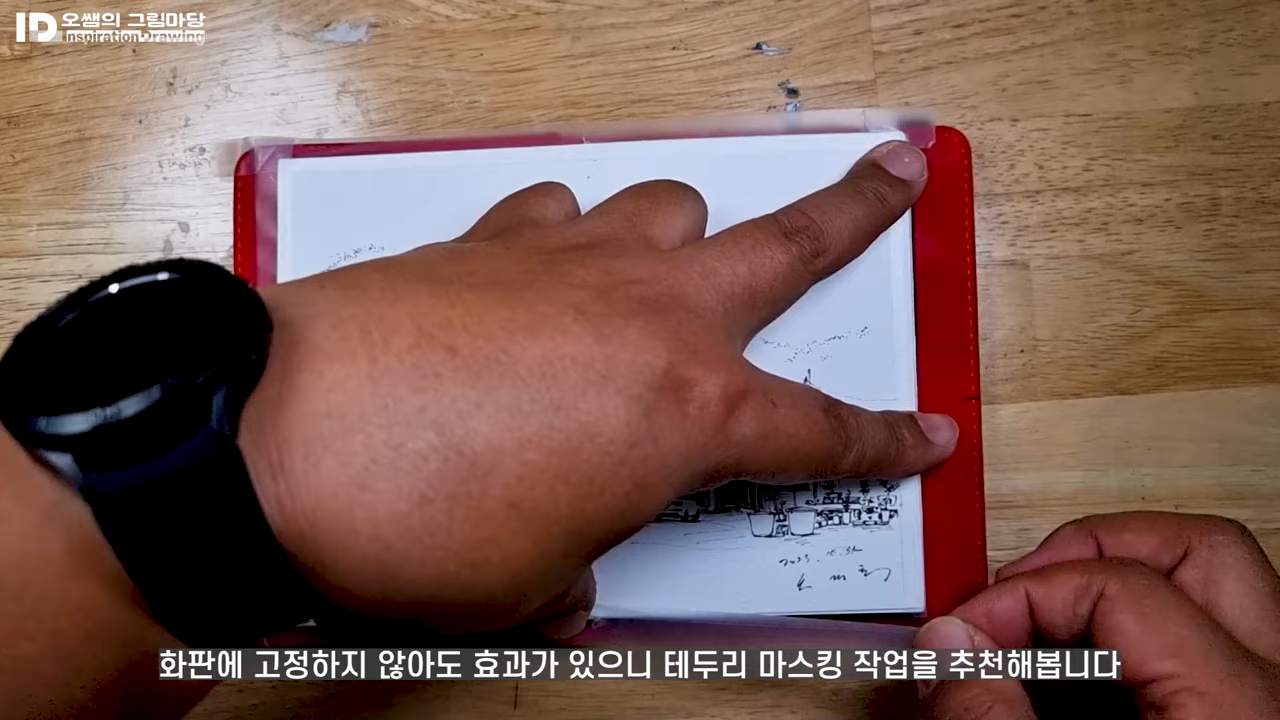 ID 오쌤의 그림마당
Inspiration Drawing
화판에 고정하지 않아도 효과가 있으니 테두리 마스킹 작업을 추천해봅니다